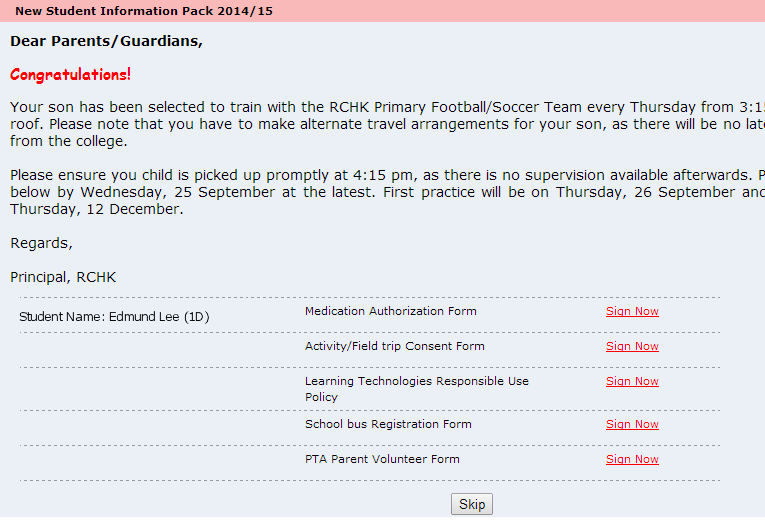 New Student Information Pack 2014/15
Dear Parents/Guardians,
Congratulations!
Your son has been selected to train with the RCHK Primary Football/Soccer Team every Thursday from 3:1
roof. Please note that you have to make alternate travel arrangements for your son, as there will be no
from the college.
Please ensure you child is picked up promptly at 4:15 pm, as there is no supervision available afterwards.
below by Wednesday, 25 September at the latest. First practice will be on Thursday, 26 September and
Thursday, 12 December.
Regards,
Principal, RCHK
Student Name: Edmund Lee (1D)
Medication Authorization Form Sign Now
Activity/Field trip Consent Form Sign Now
Learning Technologies Responsible Use
Policy
Sign Now
School bus Registration Form Sign Now
PTA Parent Volunteer Form Sign Now
Skip